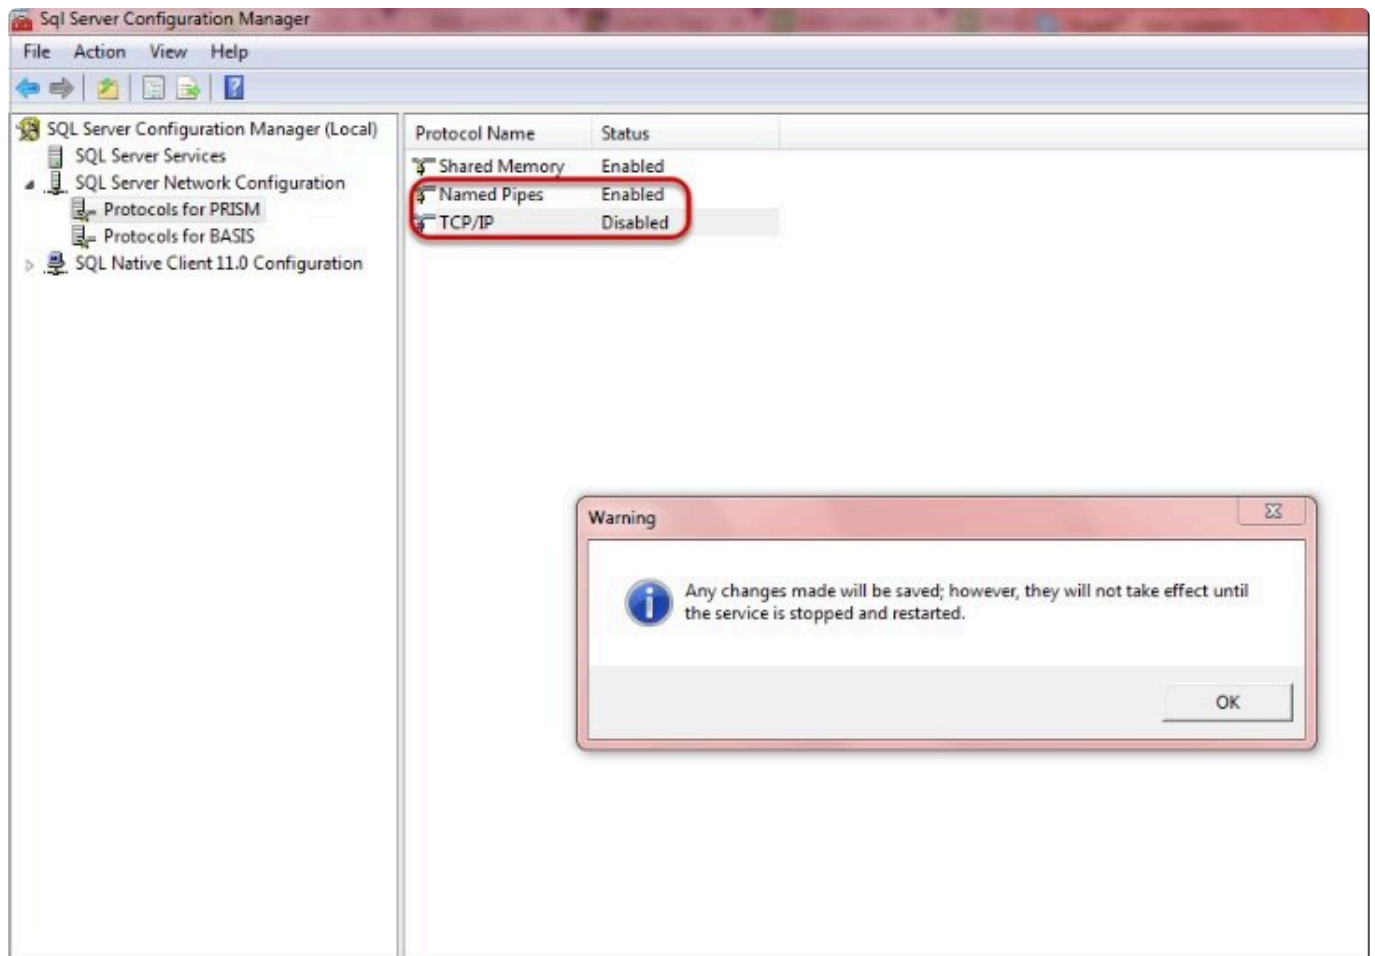 Sql Server Configuration Manager
File Action View Help
SQL Server Configuration Manager (Local)
SQL Server Services
SQL Server Network Configuration
Protocols for PRISM
Protocols for BASIS
SQL Native Client 11.0 Configuration
Protocol Name Status
Shared Memory Enabled
Named Pipes Enabled
TCP/IP Disabled
Warning
Any changes made will be saved; however, they will not take effect until
the service is stopped and restarted.
OK